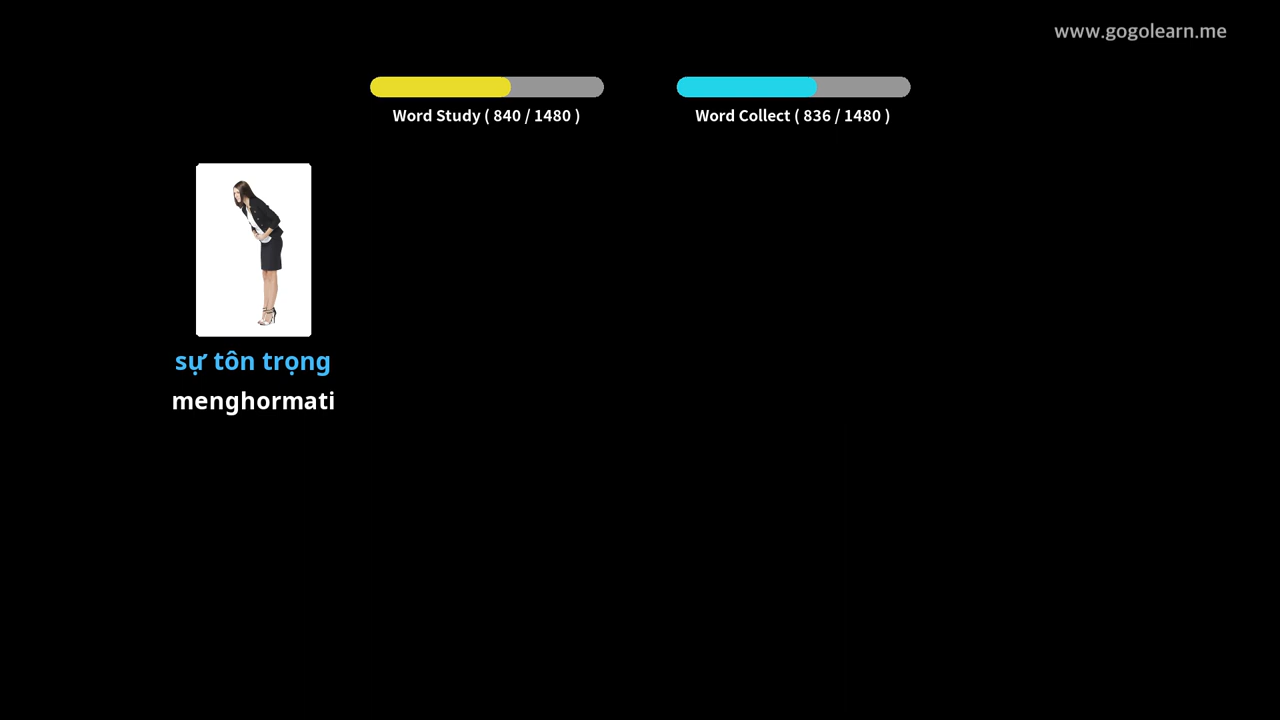 www.gogolearn.me
Word Study ( 840 / 1480 )
Word Collect ( 836 / 1480 )
sự tôn trọng
menghormati